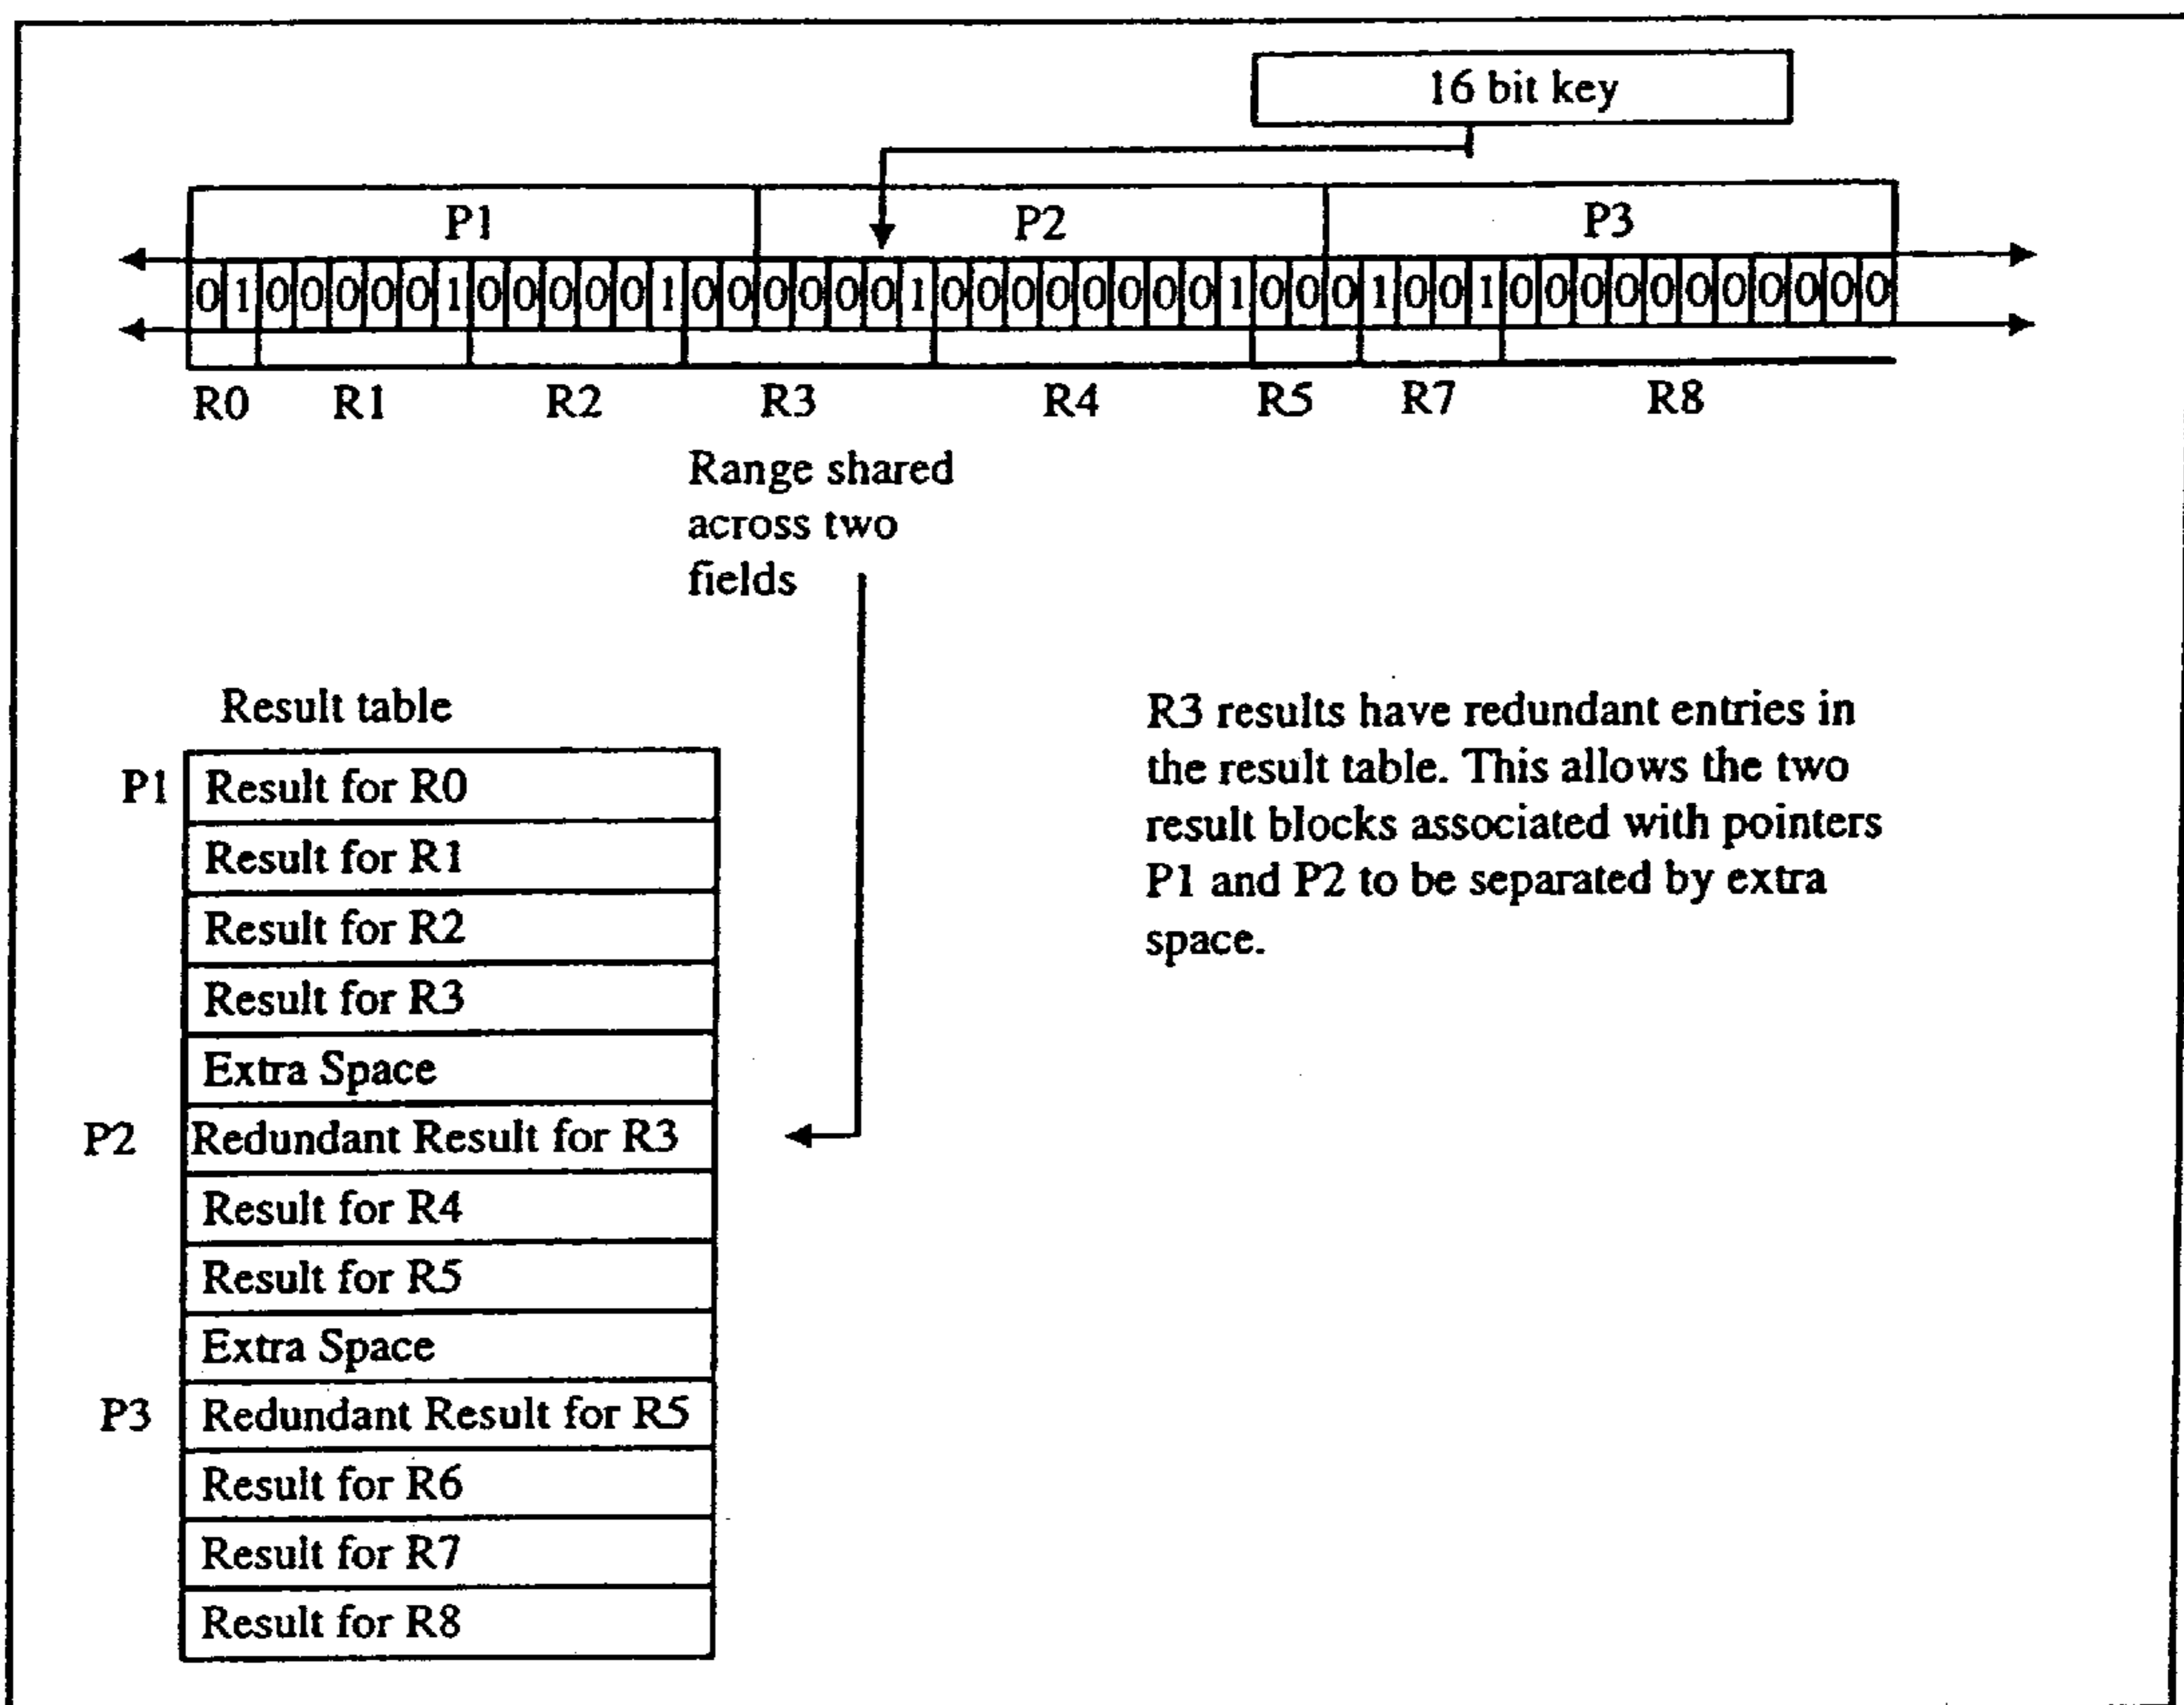 16 bit key
P1 P2 P3
0 1 0 0 0 0 0 1 0 0 0 0 0 1 0 0 0 0 0 0 1 0 0 0 0 0 0 0 0 1 0 0 0 1 0 0 1 0 0 0 0 0 0 0 0 0 0 0
R0 R1 R2 R3 R4 R5 R7 R8
Range shared
across two
fields
Result table
P1 Result for R0
Result for R1
Result for R2
Result for R3
Extra Space
P2 Redundant Result for R3
Result for R4
Result for R5
Extra Space
P3 Redundant Result for R5
Result for R6
Result for R7
Result for R8
R3 results have redundant entries in
the result table. This allows the two
result blocks associated with pointers
P1 and P2 to be separated by extra
space.